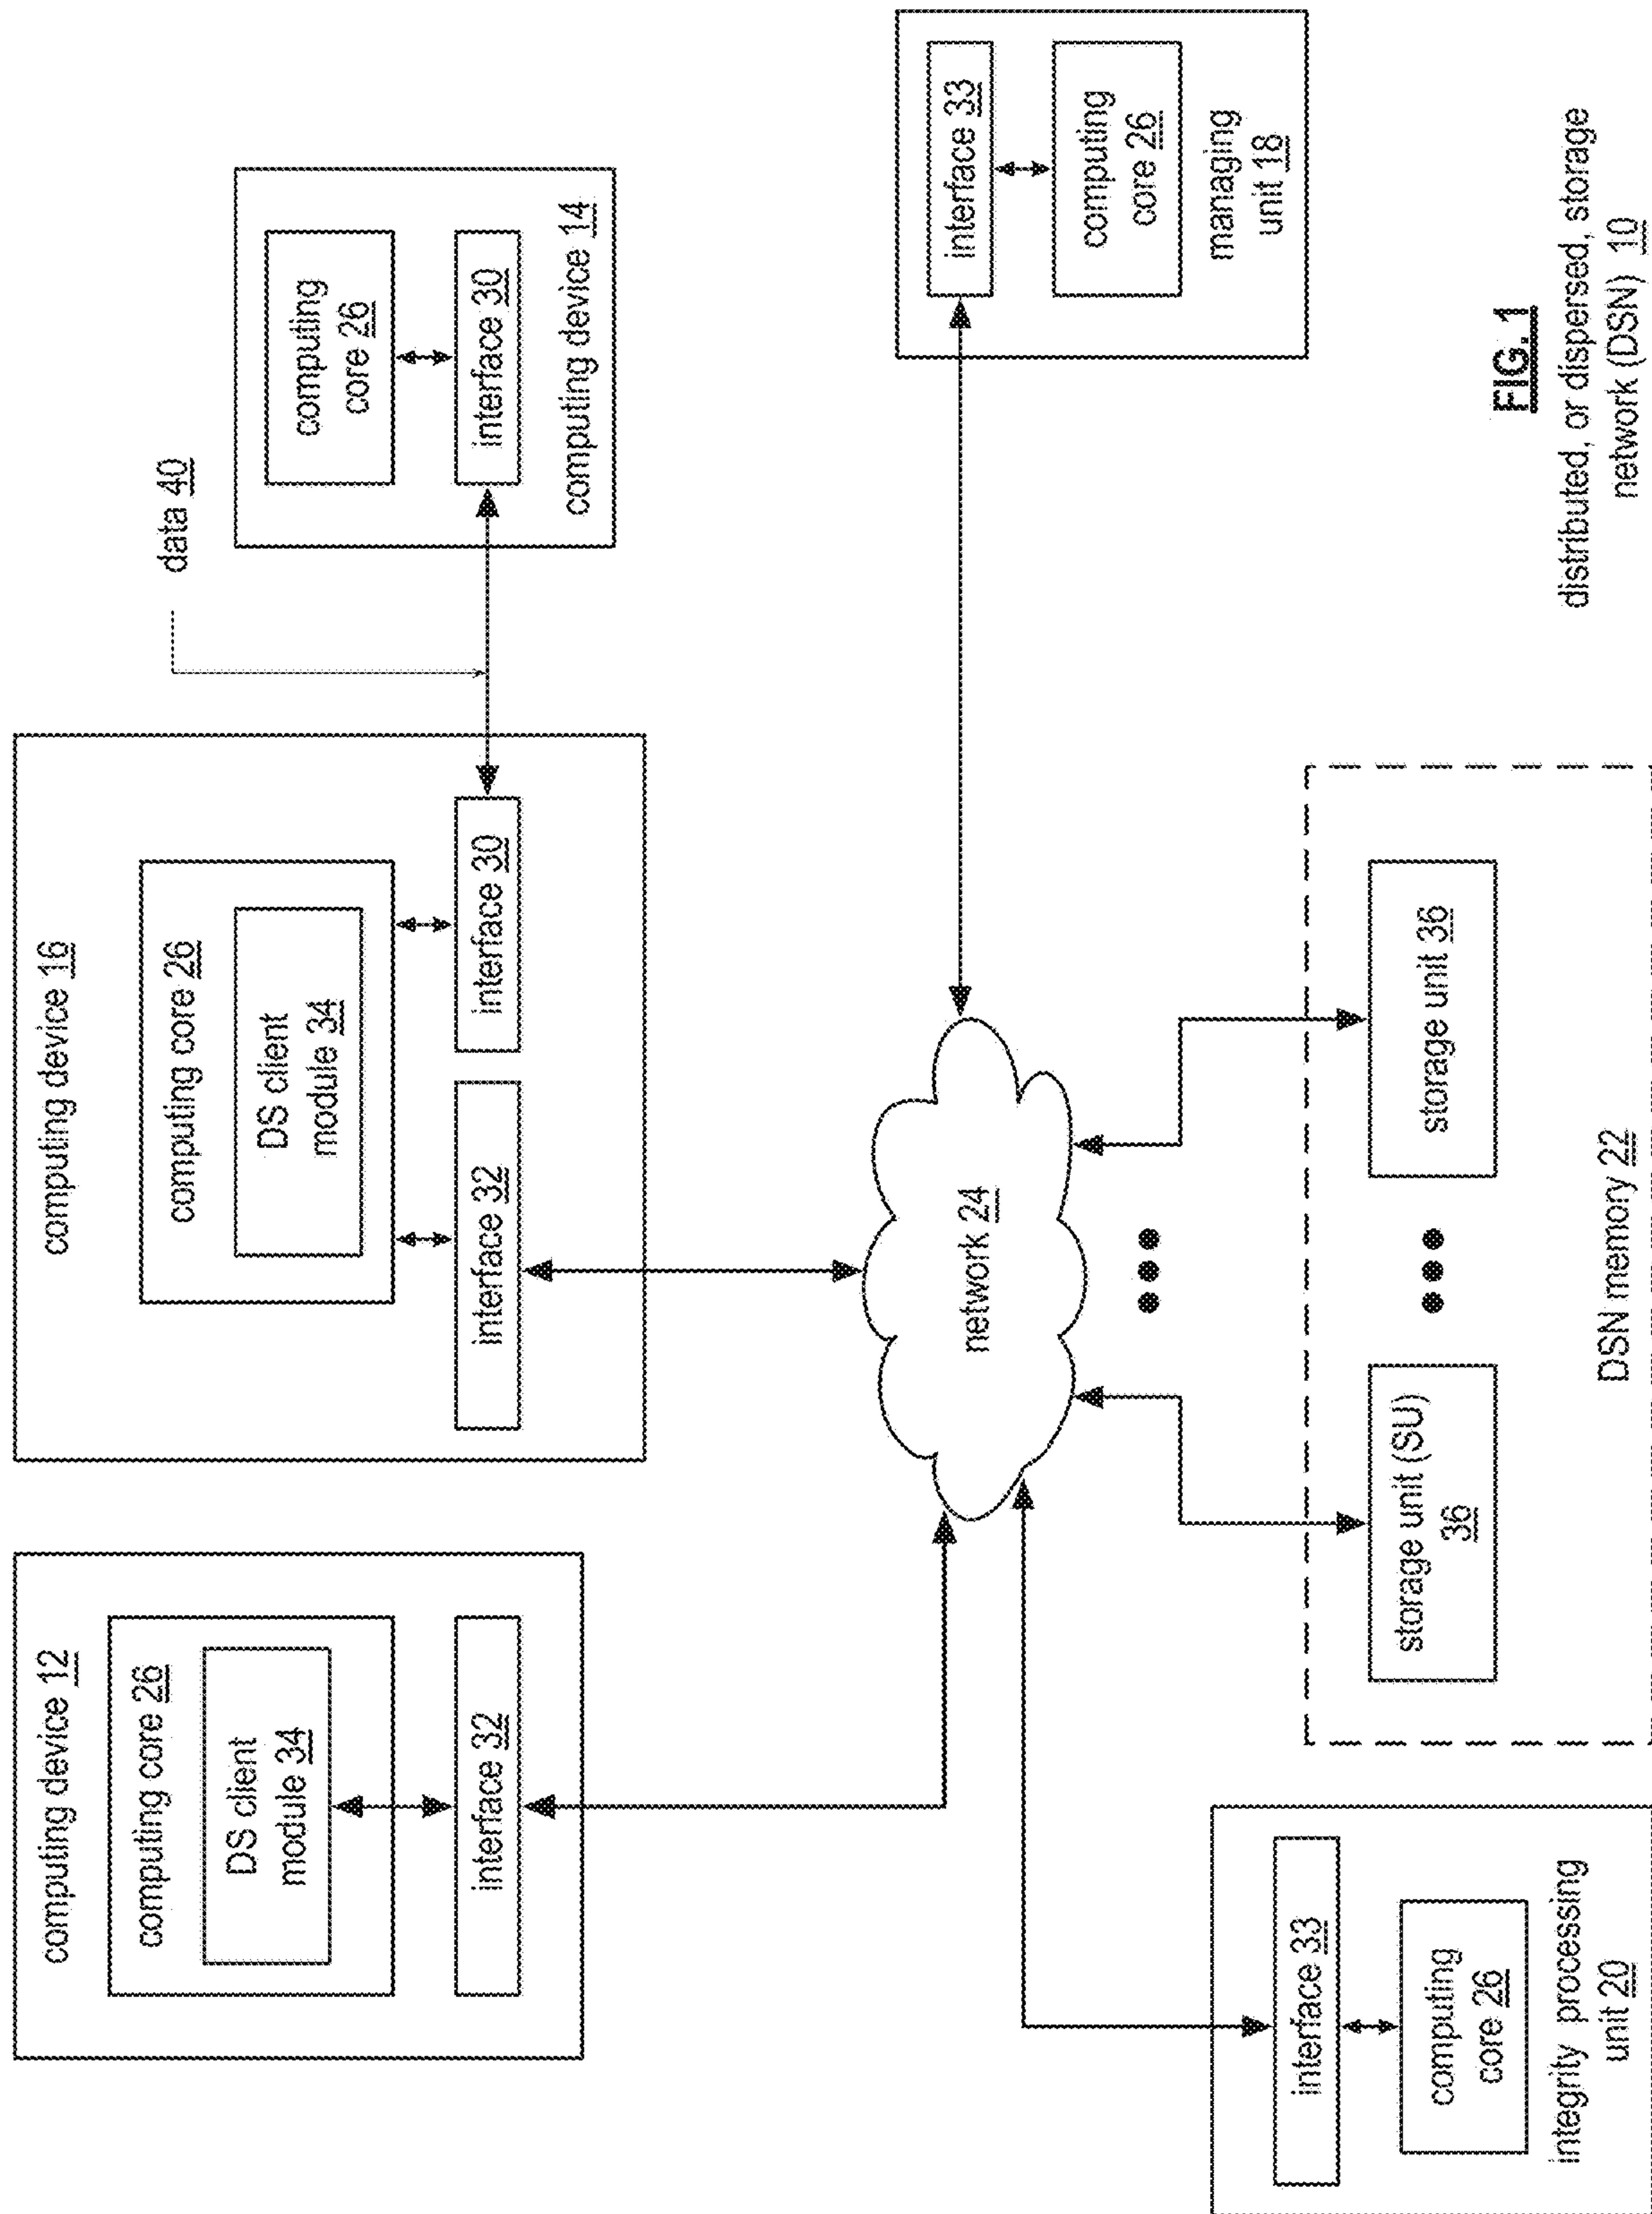 computing device 12
computing core 26
DS client
module 34
interface 32
computing device 16
computing core 26
DS client
module 34
interface 32
interface 30
data 40
computing
core 26
interface 30
computing device 14
network 24
interface 33
computing
core 26
managing
unit 18
interface 33
computing
core 26
integrity processing
unit 20
storage unit (SU)
36
storage unit 36
DSN memory 22
FIG. 1
distributed, or dispersed, storage
network (DSN) 10